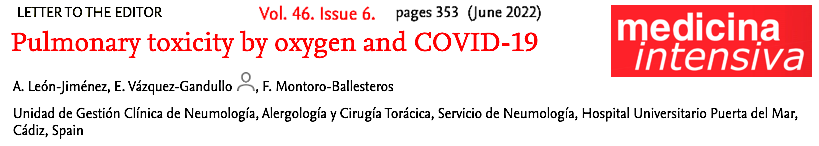 LETTER TO THE EDITOR Vol. 46. Issue 6. pages 353 (June 2022)
Pulmonary toxicity by oxygen and COVID-19
medicina
intensiva
A. León-Jiménez, E. Vázquez-Gandullo, F. Montoro-Ballesteros
Unidad de Gestión Clínica de Neumología, Alergología y Cirugía Torácica, Servicio de Neumología, Hospital Universitario Puerta del Mar,
Cádiz, Spain